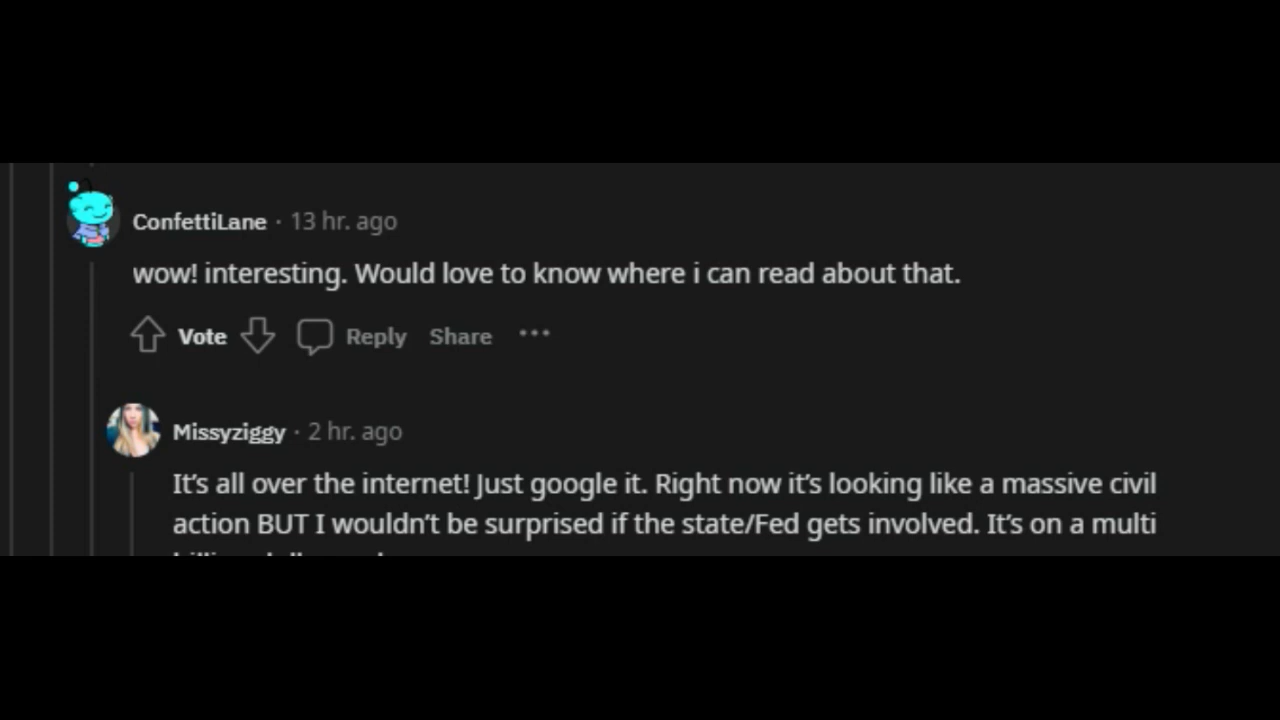 ConfettiLane · 13 hr. ago
wow! interesting. Would love to know where i can read about that.
Vote Reply Share ...
Missyziggy · 2 hr. ago
It's all over the internet! Just google it. Right now it's looking like a massive civil
action BUT I wouldn't be surprised if the state/Fed gets involved. It's on a multi